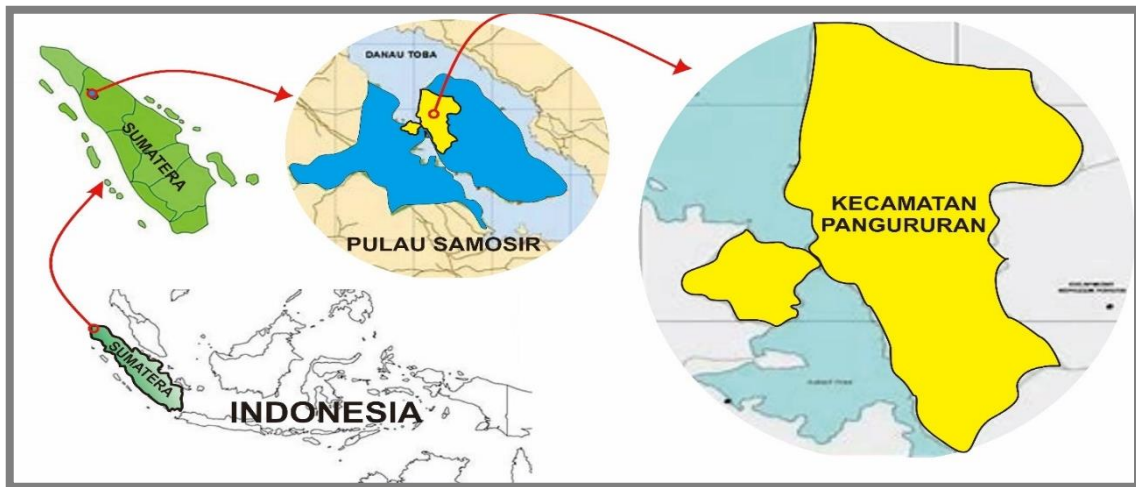 SUMATERA
DANAU TOBA
PULAU SAMOSIR
KECAMATAN
PANGURURAN
SUMATERA
INDONESIA